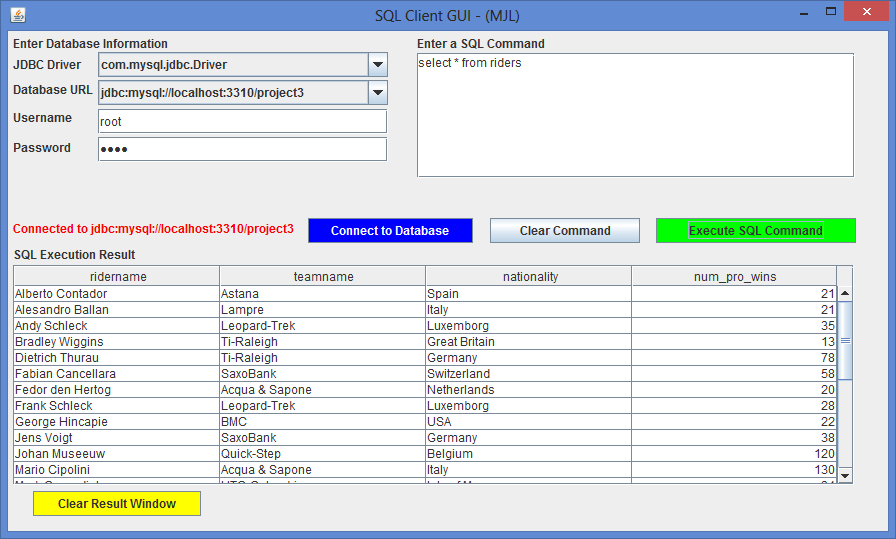 SQL Client GUI - (MJL)
Enter Database Information
JDBC Driver com.mysql.jdbc.Driver
Database URL jdbc:mysql://localhost:3310/project3
Username root
Password ●●●●
Enter a SQL Command
select * from riders
Connected to jdbc:mysql://localhost:3310/project3 Connect to Database Clear Command Execute SQL Command
SQL Execution Result
ridername teamname nationality num_pro_wins
Alberto Contador Astana Spain 21
Alesandro Ballan Lampre Italy 21
Andy Schleck Leopard-Trek Luxemborg 35
Bradley Wiggins Ti-Raleigh Great Britain 13
Dietrich Thurau Ti-Raleigh Germany 78
Fabian Cancellara SaxoBank Switzerland 58
Fedor den Hertog Acqua & Sapone Netherlands 20
Frank Schleck Leopard-Trek Luxemborg 28
George Hincapie BMC USA 22
Jens Voigt SaxoBank Germany 38
Johan Museeuw Quick-Step Belgium 120
Mario Cipolini Acqua & Sapone Italy 130
Clear Result Window